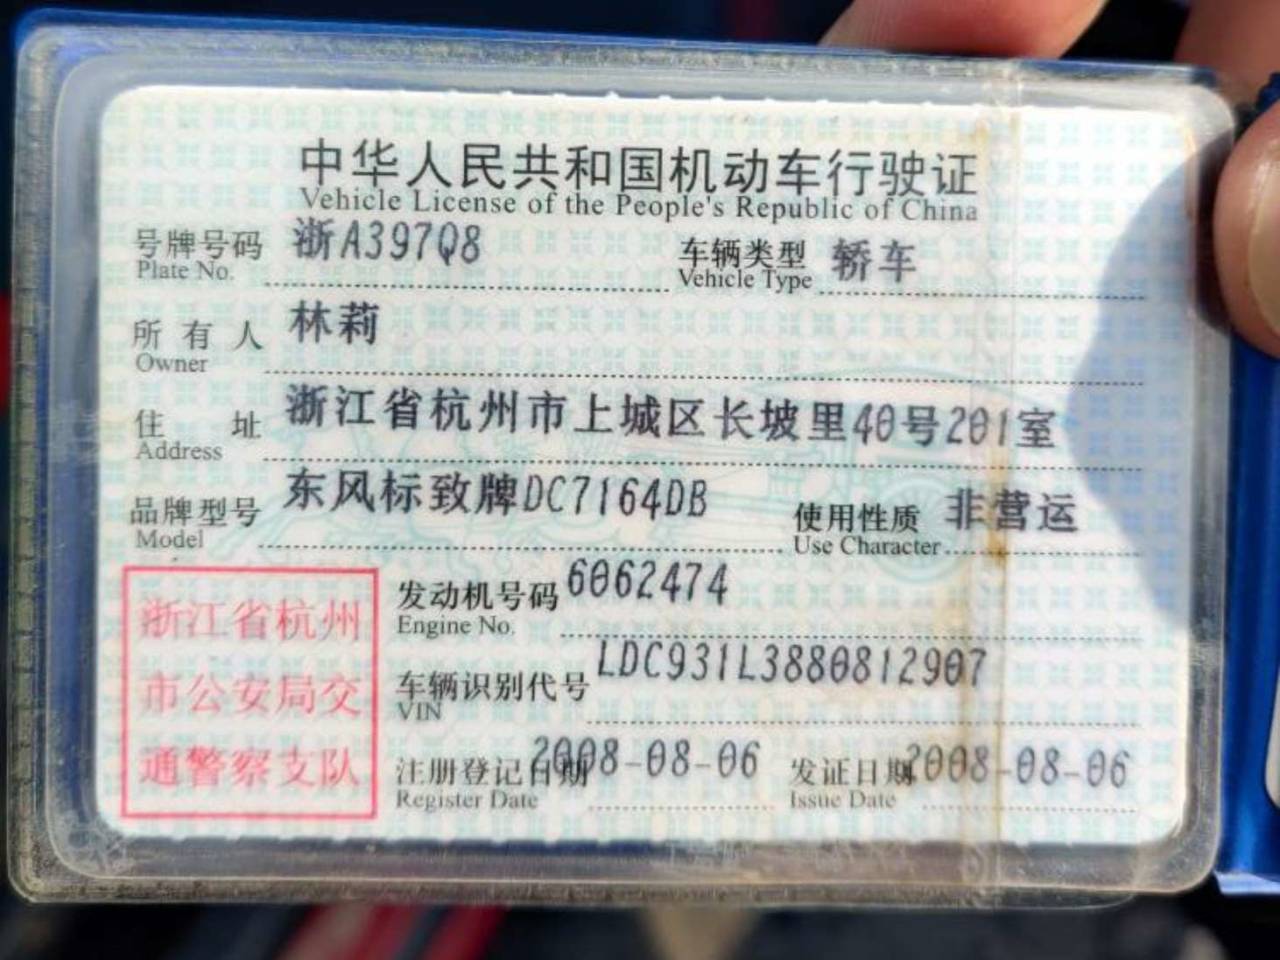 中华人民共和国机动车行驶证
Vehicle License of the People's Republic of China
号牌号码 浙A397Q8 车辆类型 轿车
Plate No. Vehicle Type
所有人 林莉
Owner
住址 浙江省杭州市上城区长坡里40号201室
Address
品牌型号 东风标致牌DC7164DB 使用性质 非营运
Model Use Character
浙江省杭州
市公安局交
通警察支队
发动机号码 6062474
Engine No.
车辆识别代号 LDC931L3880812907
VIN
注册登记日期 2008-08-06 发证日期 2008-08-06
Register Date Issue Date